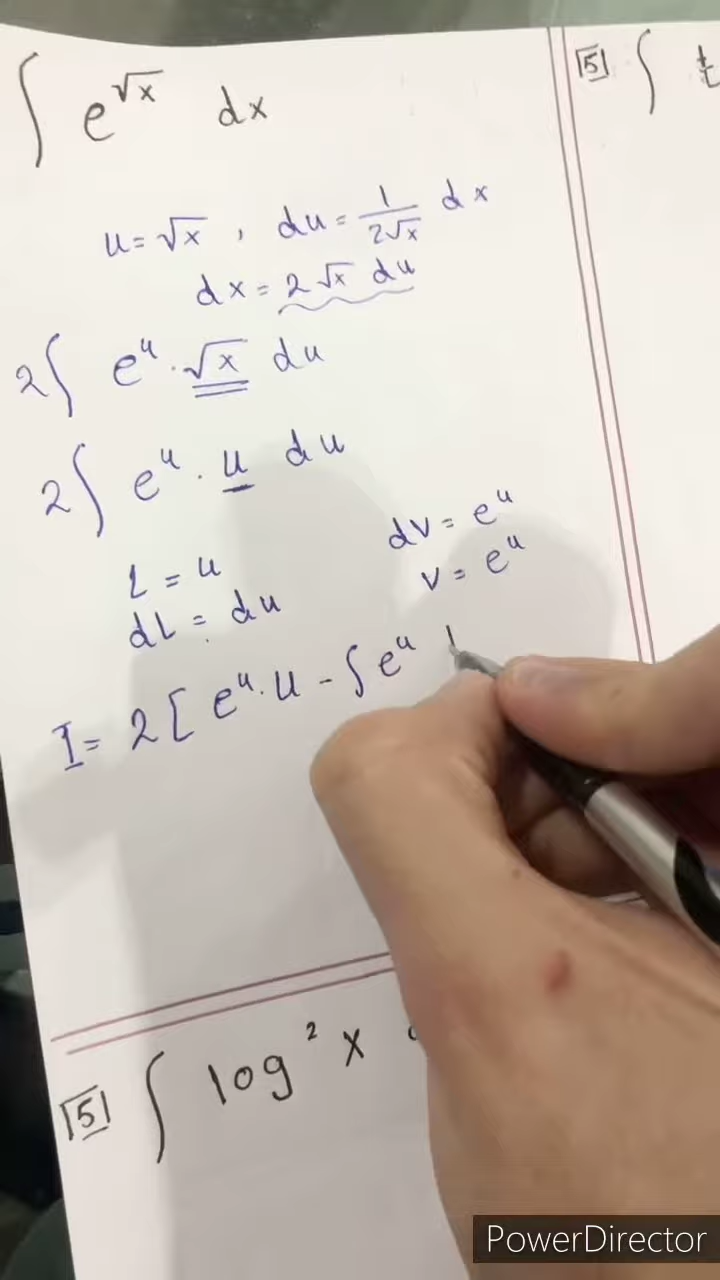 ∫ e^√x dx
u = √x , du = 1/2√x dx
dx = 2√x du
2∫ e^u . √x du
2∫ e^u . u du
L = u dv = e^u
dL = du v = e^u
I = 2[ e^u . u - ∫ e^u
5 ∫ log² x
5 ∫ t
PowerDirector